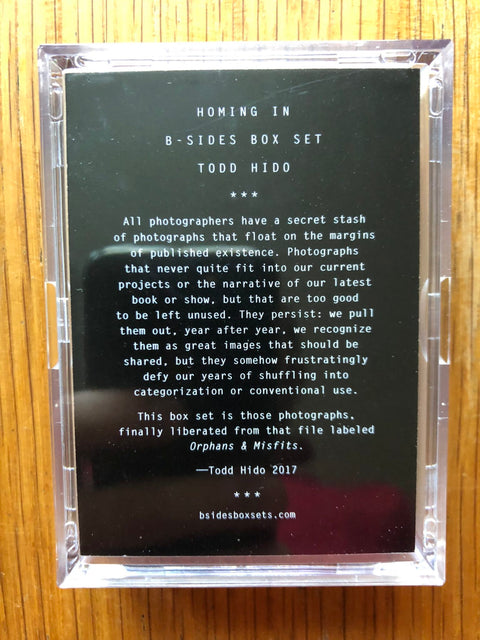 HOMING IN
B-SIDES BOX SET
TODD HIDO
***
All photographers have a secret stash
of photographs that float on the margins
of published existence. Photographs
that never quite fit into our current
projects or the narrative of our latest
book or show, but that are too good
to be left unused. They persist: we pull
them out, year after year, we recognize
them as great images that should be
shared, but they somehow frustratingly
defy our years of shuffling into
categorization or conventional use.
This box set is those photographs,
finally liberated from that file labeled
Orphans & Misfits.
—Todd Hido 2017
***
bsidesboxsets.com